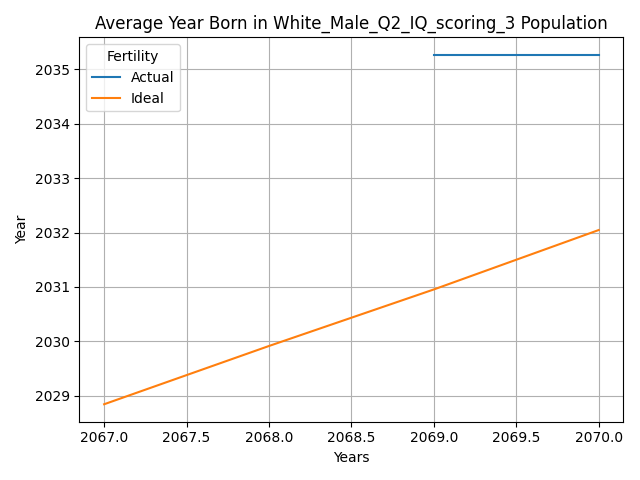 Average Year Born in White_Male_Q2_IQ_scoring_3 Population
Fertility
Actual
Ideal
Year
2035
2034
2033
2032
2031
2030
2029
2067.0 2067.5 2068.0 2068.5 2069.0 2069.5 2070.0
Years